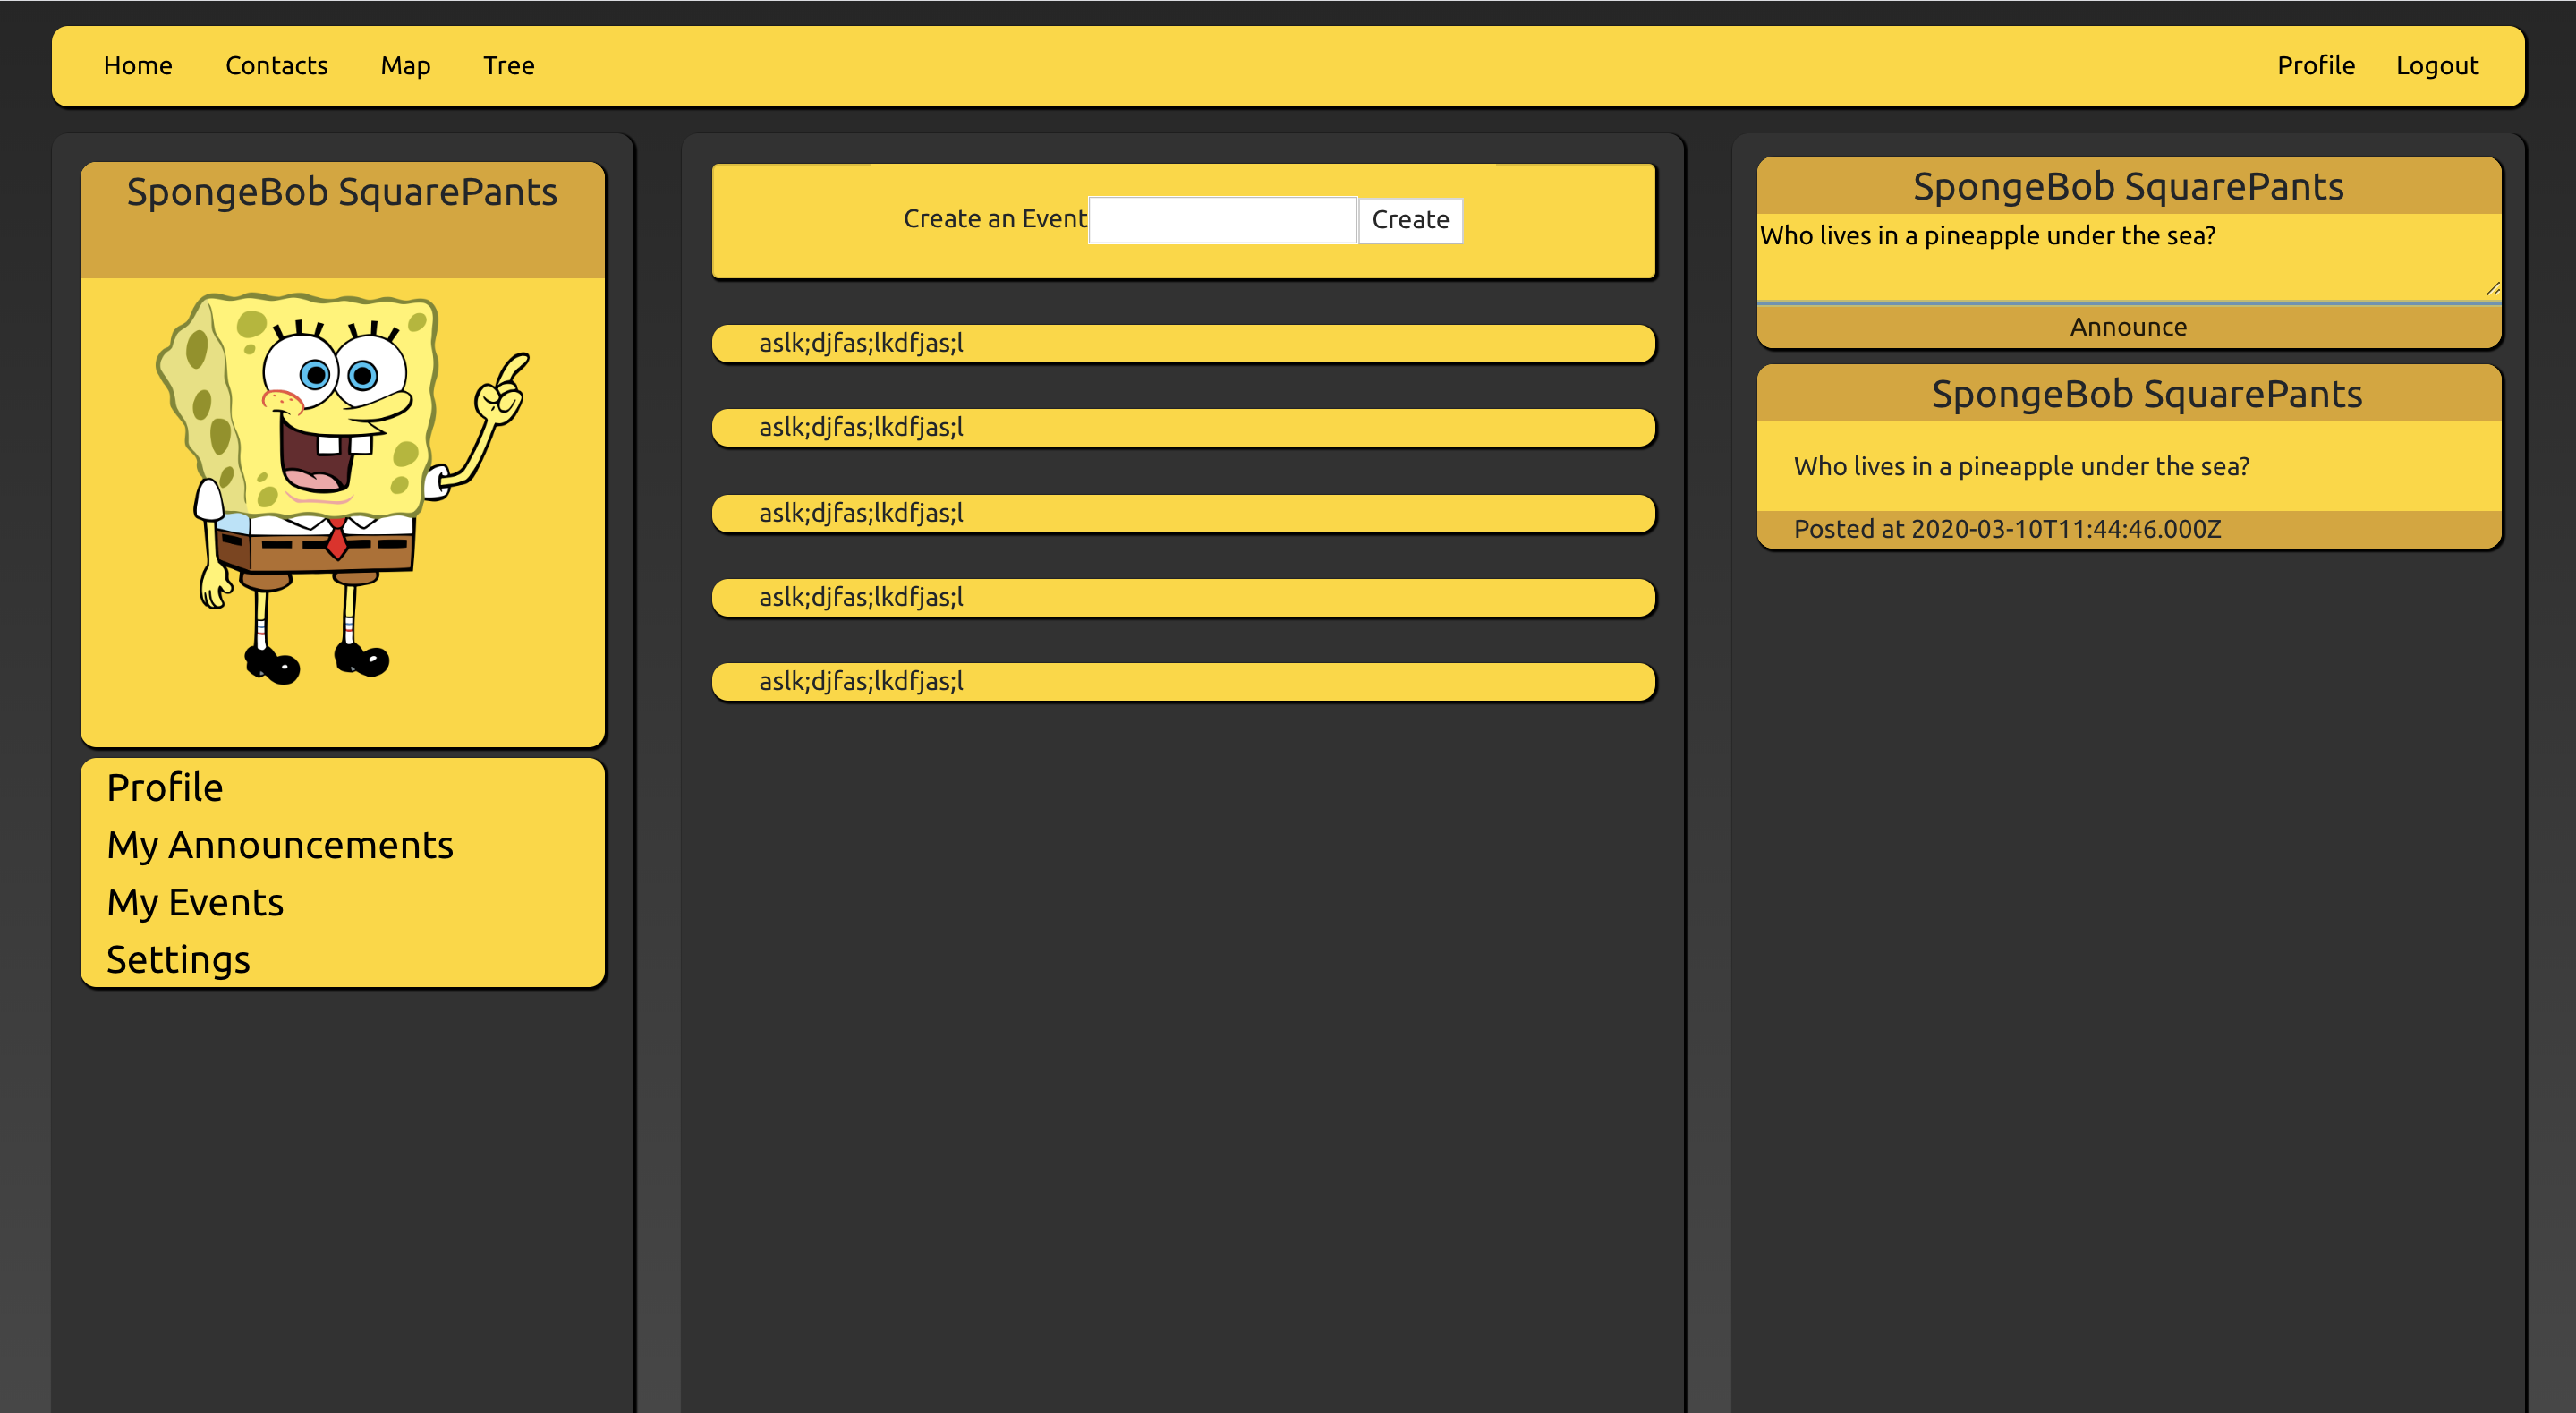 Home Contacts Map Tree Profile Logout
SpongeBob SquarePants
Profile
My Announcements
My Events
Settings
Create an Event Create
aslk;djfas;lkdfjas;l
aslk;djfas;lkdfjas;l
aslk;djfas;lkdfjas;l
aslk;djfas;lkdfjas;l
aslk;djfas;lkdfjas;l
SpongeBob SquarePants
Who lives in a pineapple under the sea?
Announce
SpongeBob SquarePants
Who lives in a pineapple under the sea?
Posted at 2020-03-10T11:44:46.000Z